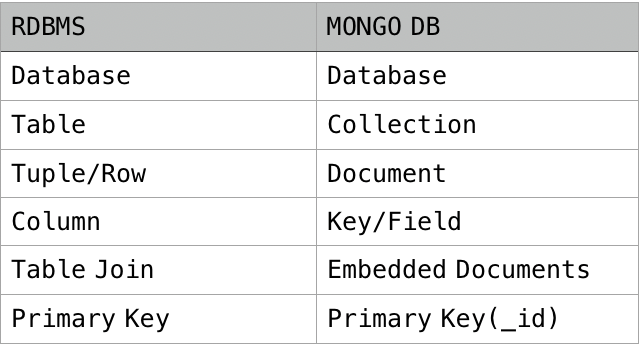 RDBMS MONGO DB
Database Database
Table Collection
Tuple/Row Document
Column Key/Field
Table Join Embedded Documents
Primary Key Primary Key(_id)